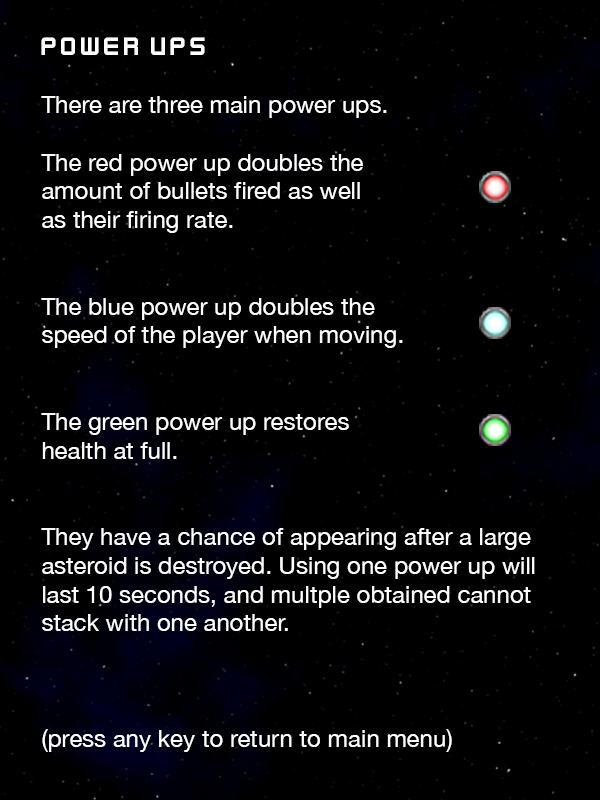 POWER UPS
There are three main power ups.
The red power up doubles the
amount of bullets fired as well
as their firing rate.
The blue power up doubles the
speed of the player when moving.
The green power up restores
health at full.
They have a chance of appearing after a large
asteroid is destroyed. Using one power up will
last 10 seconds, and multple obtained cannot
stack with one another.
(press any key to return to main menu)